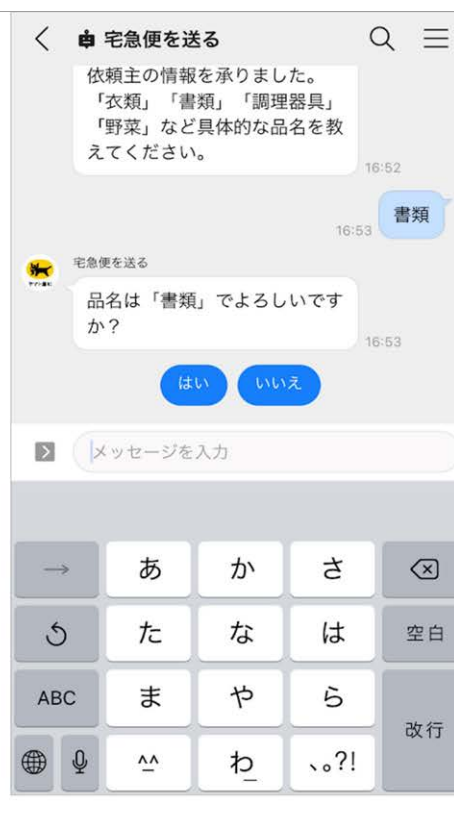 宅急便を送る
依頼主の情報を承りました。
「衣類」「書類」「調理器具」
「野菜」など具体的な品名を教
えてください。
16:52
書類
16:53
宅急便を送る
品名は「書類」でよろしいです
か？
16:53
はい いいえ
メッセージを入力
→ あ か さ
た な は 空白
ABC ま や ら
改行
^^ わ_ 、。?!